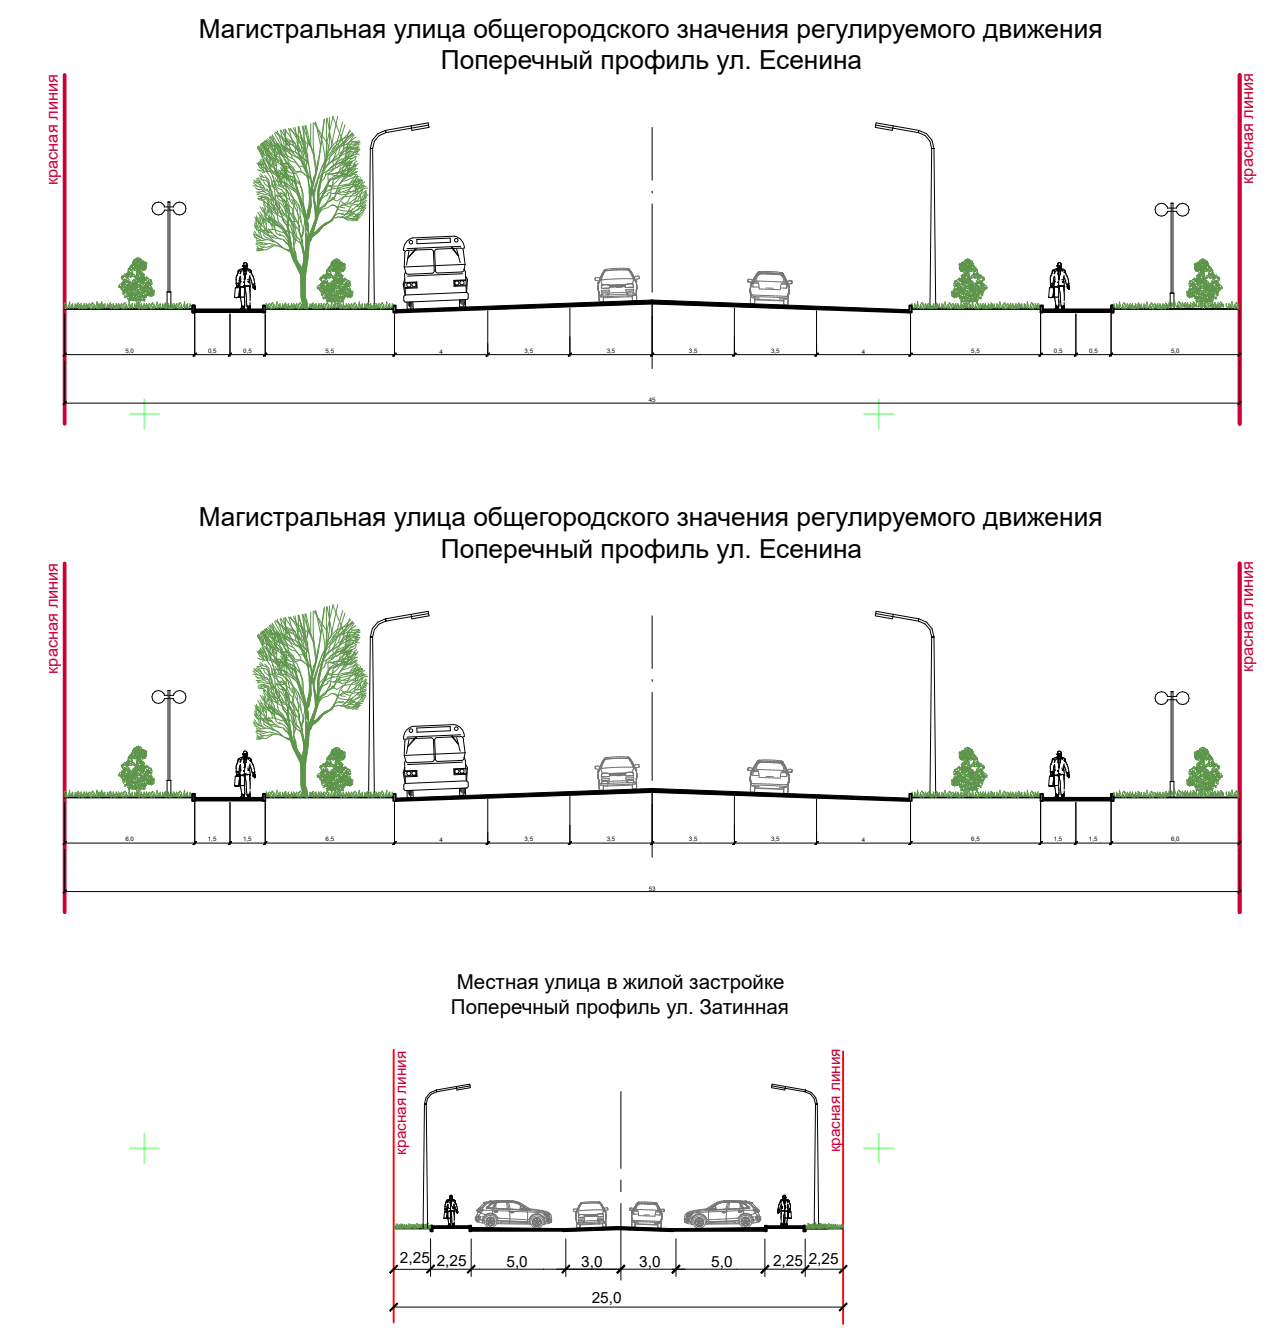 Магистральная улица общегородского значения регулируемого движения
Поперечный профиль ул. Есенина
красная линия
красная линия
5,0 0,5 0,5 5,5 4 3,5 3,5 3,5 3,5 4 5,5 0,5 0,5 5,0
45
Магистральная улица общегородского значения регулируемого движения
Поперечный профиль ул. Есенина
красная линия
красная линия
6,0 1,5 1,5 6,5 4 3,5 3,5 3,5 3,5 4 6,5 1,5 1,5 6,0
53
Местная улица в жилой застройке
Поперечный профиль ул. Затинная
красная линия
красная линия
2,25 2,25 5,0 3,0 3,0 5,0 2,25 2,25
25,0